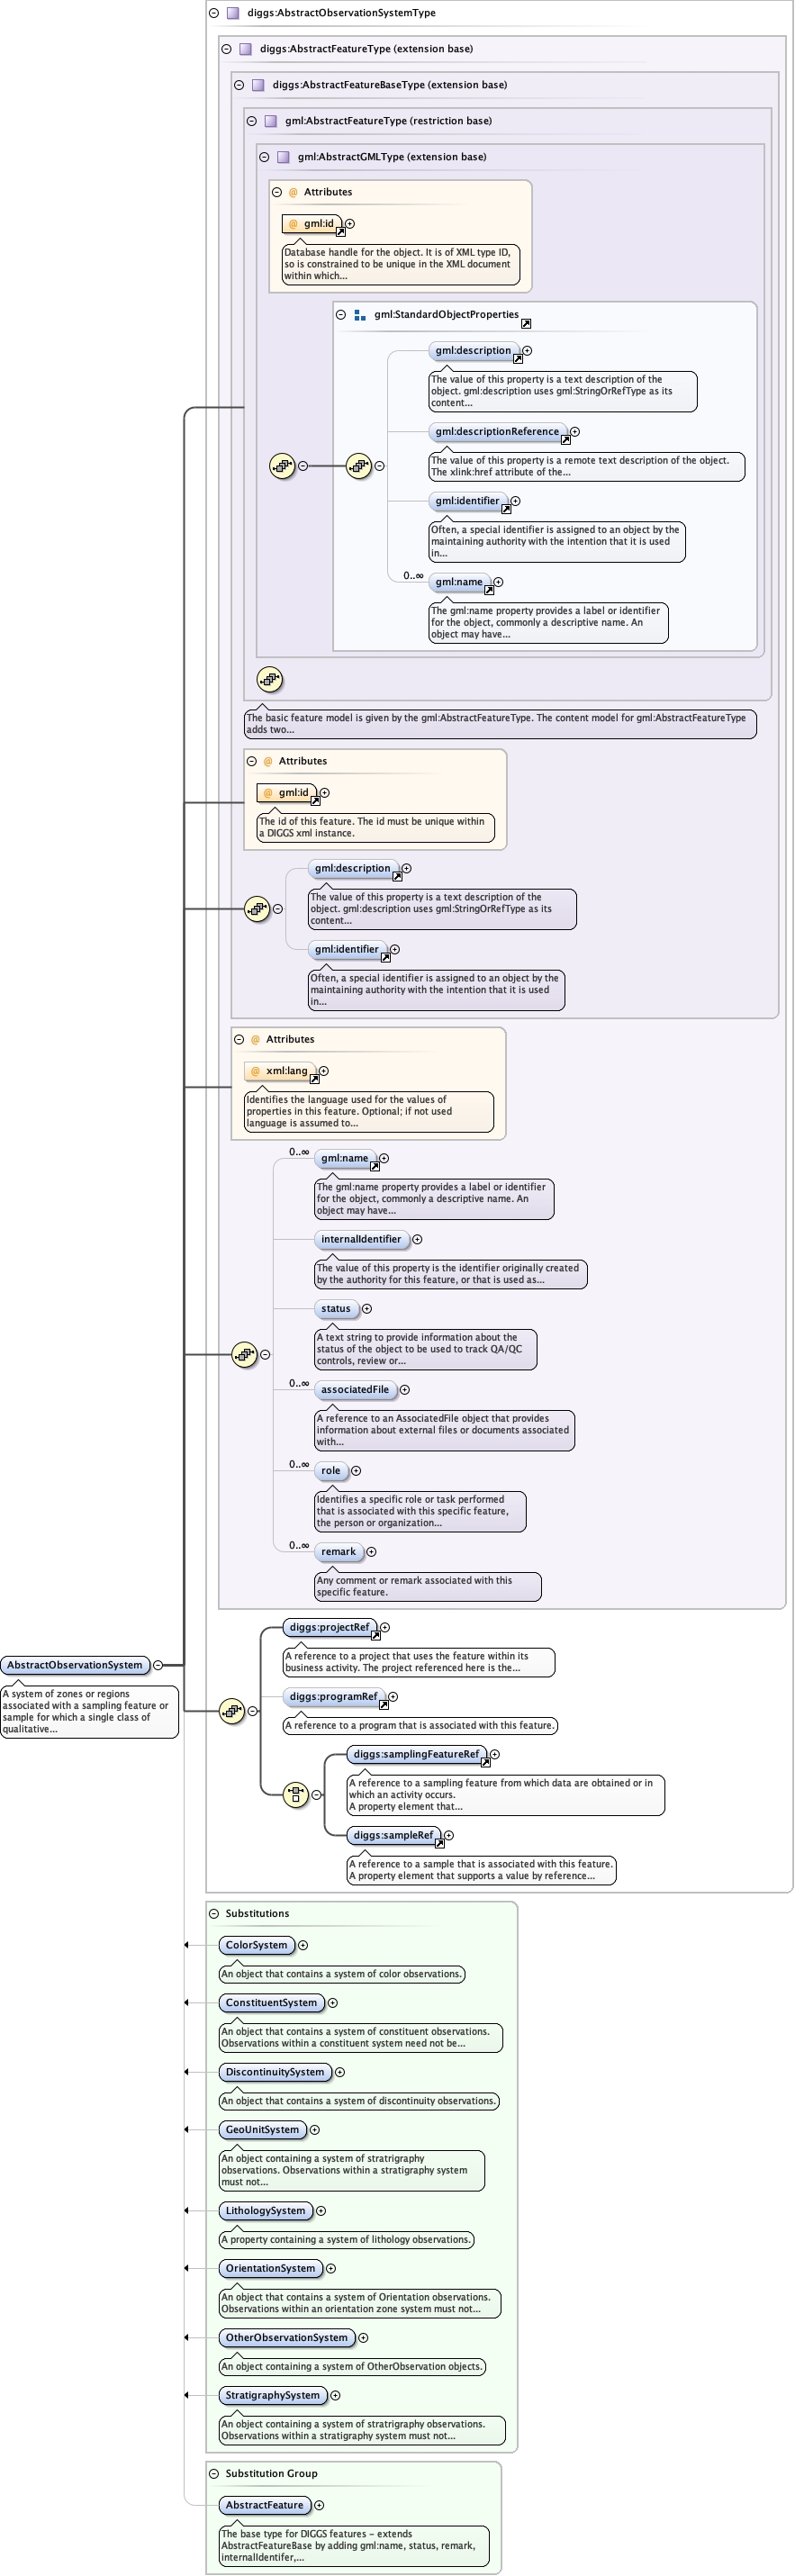 diggs:AbstractObservationSystemType
diggs:AbstractFeatureType (extension base)
diggs:AbstractFeatureBaseType (extension base)
gml:AbstractFeatureType (restriction base)
gml:AbstractGMLType (extension base)
@ Attributes
@ gml:id
Database handle for the object. It is of XML type ID,
so is constrained to be unique in the XML document
within which...
gml:StandardObjectProperties
gml:description
The value of this property is a text description of the
object. gml:description uses gml:StringOrRefType as its
content...
gml:descriptionReference
The value of this property is a remote text description of the object.
The xlink:href attribute of the...
gml:identifier
Often, a special identifier is assigned to an object by the
maintaining authority with the intention that it is used
in...
0..∞
gml:name
The gml:name property provides a label or identifier
for the object, commonly a descriptive name. An
object may have...
The basic feature model is given by the gml:AbstractFeatureType. The content model for gml:AbstractFeatureType
adds two...
@ Attributes
@ gml:id
The id of this feature. The id must be unique within
a DIGGS xml instance.
gml:description
The value of this property is a text description of the
object. gml:description uses gml:StringOrRefType as its
content...
gml:identifier
Often, a special identifier is assigned to an object by the
maintaining authority with the intention that it is used
in...
@ Attributes
@ xml:lang
Identifies the language used for the values of
properties in this feature. Optional; if not used
language is assumed to...
0..∞
gml:name
The gml:name property provides a label or identifier
for the object, commonly a descriptive name. An
object may have...
internalIdentifier
The value of this property is the identifier originally created
by the authority for this feature, or that is used as...
status
A text string to provide information about the
status of the object to be used to track QA/QC
controls, review or...
0..∞
associatedFile
A reference to an AssociatedFile object that provides
information about external files or documents associated
with...
0..∞
role
Identifies a specific role or task performed
that is associated with this specific feature,
the person or organization...
0..∞
remark
Any comment or remark associated with this
specific feature.
AbstractObservationSystem
A system of zones or regions
associated with a sampling feature or
sample for which a single class of
qualitative...
diggs:projectRef
A reference to a project that uses the feature within its
business activity. The project referenced here is the...
diggs:programRef
A reference to a program that is associated with this feature.
diggs:samplingFeatureRef
A reference to a sampling feature from which data are obtained or in
which an activity occurs.
A property element that...
diggs:sampleRef
A reference to a sample that is associated with this feature.
A property element that supports a value by reference...
Substitutions
ColorSystem
An object that contains a system of color observations.
ConstituentSystem
An object that contains a system of constituent observations.
Observations within a constituent system need not be...
DiscontinuitySystem
An object that contains a system of discontinuity observations.
GeoUnitSystem
An object containing a system of stratrigraphy
observations. Observations within a stratigraphy system
must not...
LithologySystem
A property containing a system of lithology observations.
OrientationSystem
An object that contains a system of Orientation observations.
Observations within an orientation zone system must not...
OtherObservationSystem
An object containing a system of OtherObservation objects.
StratigraphySystem
An object containing a system of stratrigraphy observations.
Observations within a stratigraphy system must not...
Substitution Group
AbstractFeature
The base type for DIGGS features – extends
AbstractFeatureBase by adding gml:name, status, remark,
internalIdentifer,...